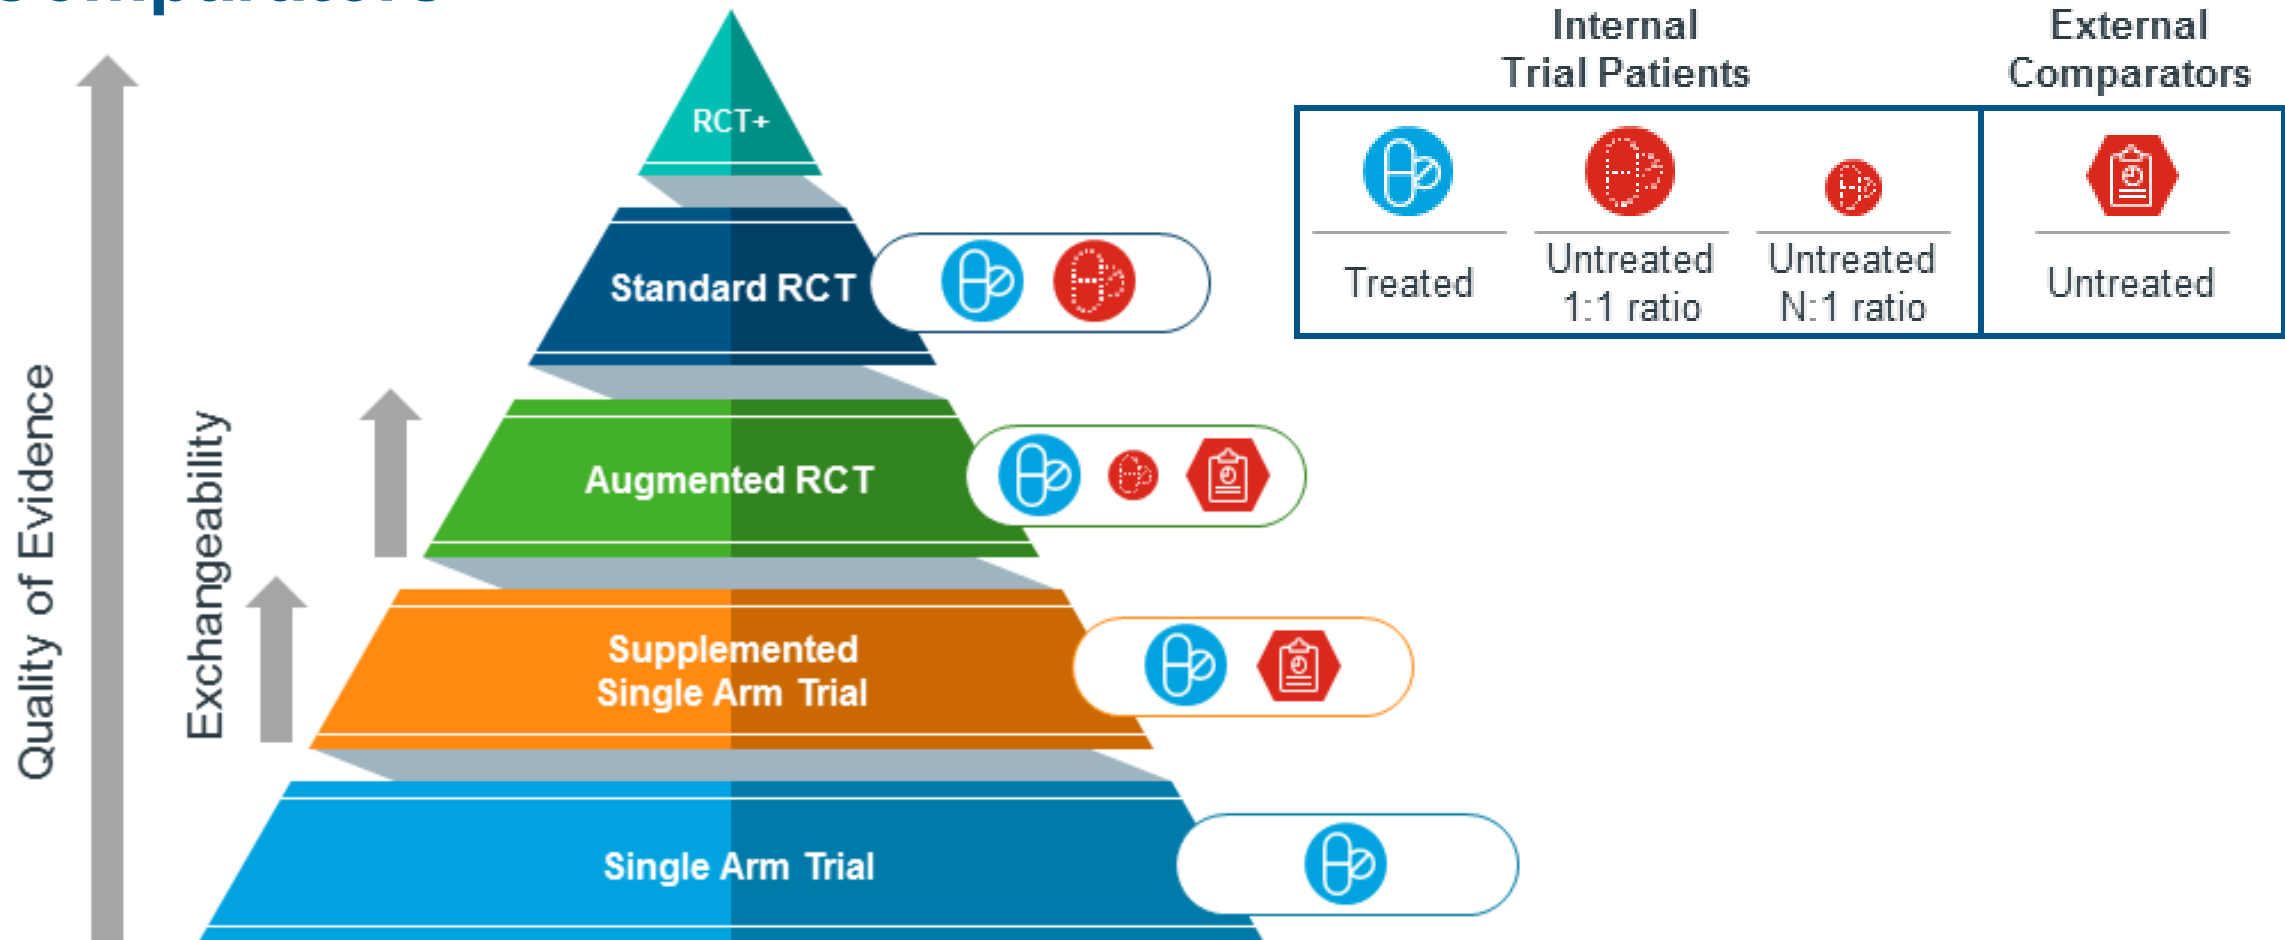 Internal
Trial Patients
External
Comparators
Treated
Untreated
1:1 ratio
Untreated
N:1 ratio
Untreated
Quality of Evidence
Exchangeability
RCT+
Standard RCT
Augmented RCT
Supplemented
Single Arm Trial
Single Arm Trial